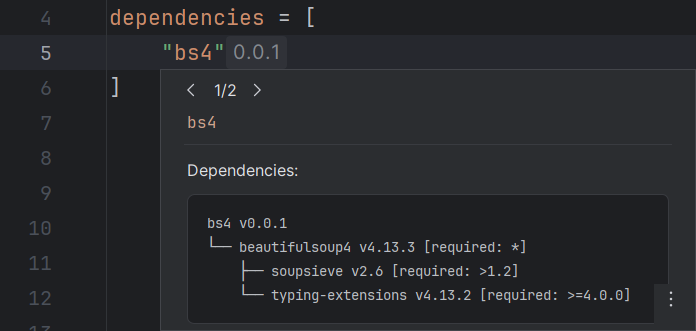 4 dependencies = [
5 "bs4" 0.0.1
6 ]
< 1/2 >
7 bs4
8 Dependencies:
9
10 bs4 v0.0.1
└── beautifulsoup4 v4.13.3 [required: *]
11 ├── soupsieve v2.6 [required: >1.2]
12 └── typing-extensions v4.13.2 [required: >=4.0.0]
13